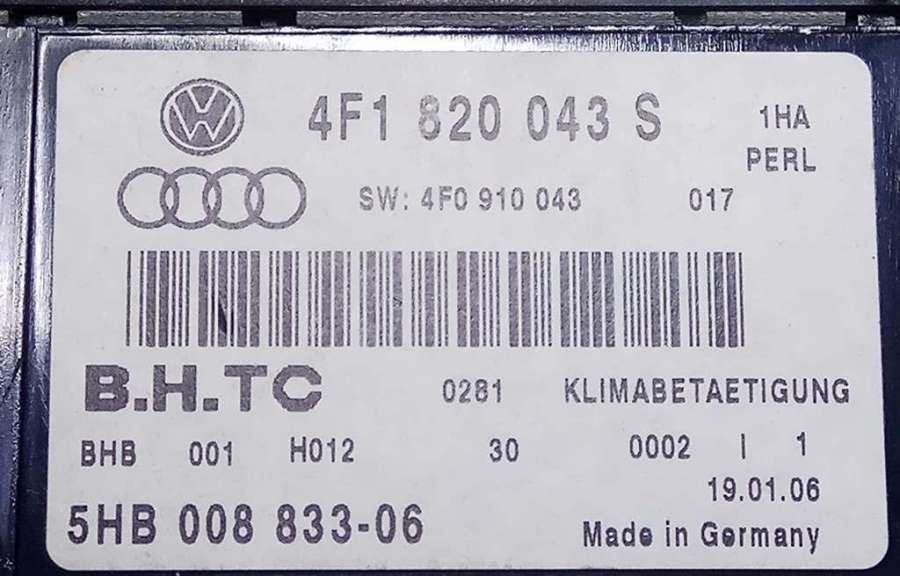 4F1 820 043 S 1HA
PERL
SW: 4F0 910 043 017
B.H.TC 0281 KLIMABETAETIGUNG
BHB 001 H012 30 0002 | 1
19.01.06
5HB 008 833-06 Made in Germany